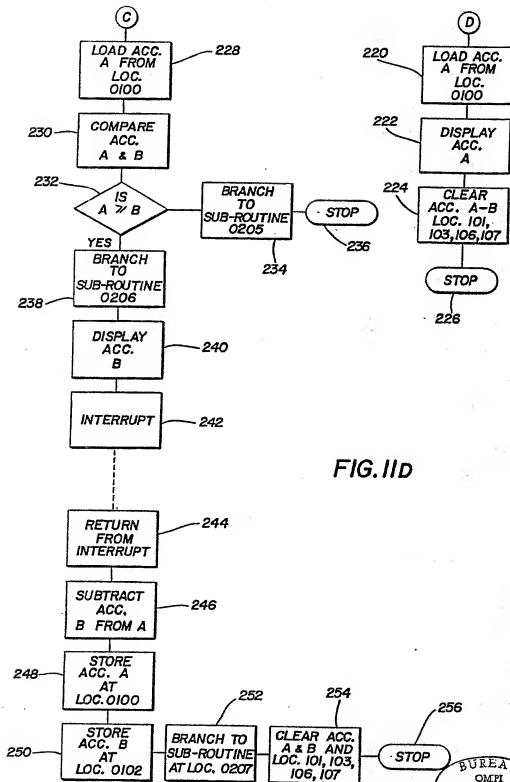 C
LOAD ACC.
A FROM
LOC.
0100
228
230
COMPARE
ACC.
A & B
232
IS
A ≥ B
YES
BRANCH
TO
SUB-ROUTINE
0205
234
STOP
236
BRANCH
TO
SUB-ROUTINE
0206
238
DISPLAY
ACC.
B
240
INTERRUPT
242
RETURN
FROM
INTERRUPT
244
SUBTRACT
ACC.
B FROM A
246
248
STORE
ACC. A
AT
LOC. 0100
250
STORE
ACC. B
AT
LOC. 0102
252
BRANCH TO
SUB-ROUTINE
AT LOC. 0207
254
CLEAR ACC.
A & B AND
LOC. 101, 103,
106, 107
256
STOP
D
220
LOAD ACC.
A FROM
LOC.
0100
222
DISPLAY
ACC.
A
224
CLEAR
ACC. A-B
LOC. 101,
103, 106, 107
STOP
226
FIG. 11D
BUREA
OMPI